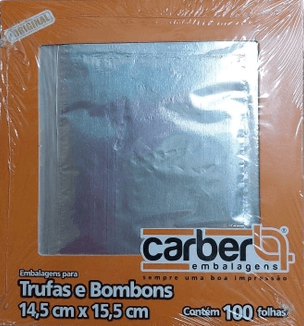 ORIGINAL
carber
embalagens
sempre uma boa impressão
Embalagens para
Trufas e Bombons
14,5 cm x 15,5 cm
Contém 100 folhas